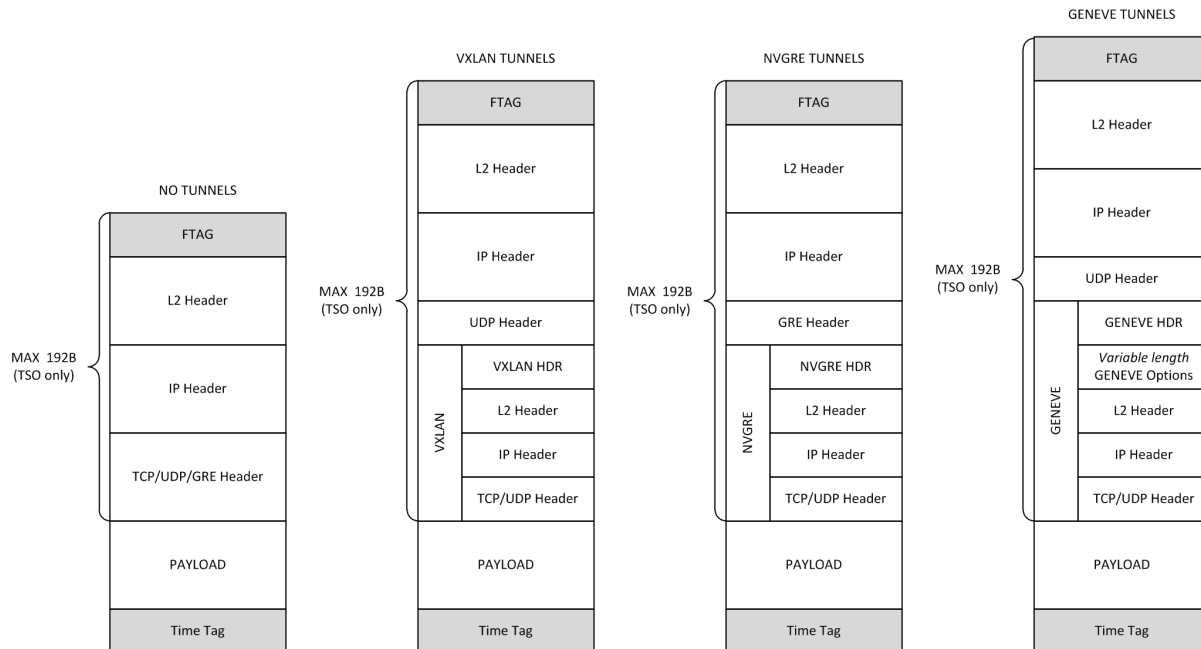 NO TUNNELS
MAX 192B
(TSO only)
FTAG
L2 Header
IP Header
TCP/UDP/GRE Header
PAYLOAD
Time Tag
VXLAN TUNNELS
MAX 192B
(TSO only)
FTAG
L2 Header
IP Header
UDP Header
VXLAN
VXLAN HDR
L2 Header
IP Header
TCP/UDP Header
PAYLOAD
Time Tag
NVGRE TUNNELS
MAX 192B
(TSO only)
FTAG
L2 Header
IP Header
GRE Header
NVGRE
NVGRE HDR
L2 Header
IP Header
TCP/UDP Header
PAYLOAD
Time Tag
GENEVE TUNNELS
MAX 192B
(TSO only)
FTAG
L2 Header
IP Header
UDP Header
GENEVE
GENEVE HDR
Variable length
GENEVE Options
L2 Header
IP Header
TCP/UDP Header
PAYLOAD
Time Tag